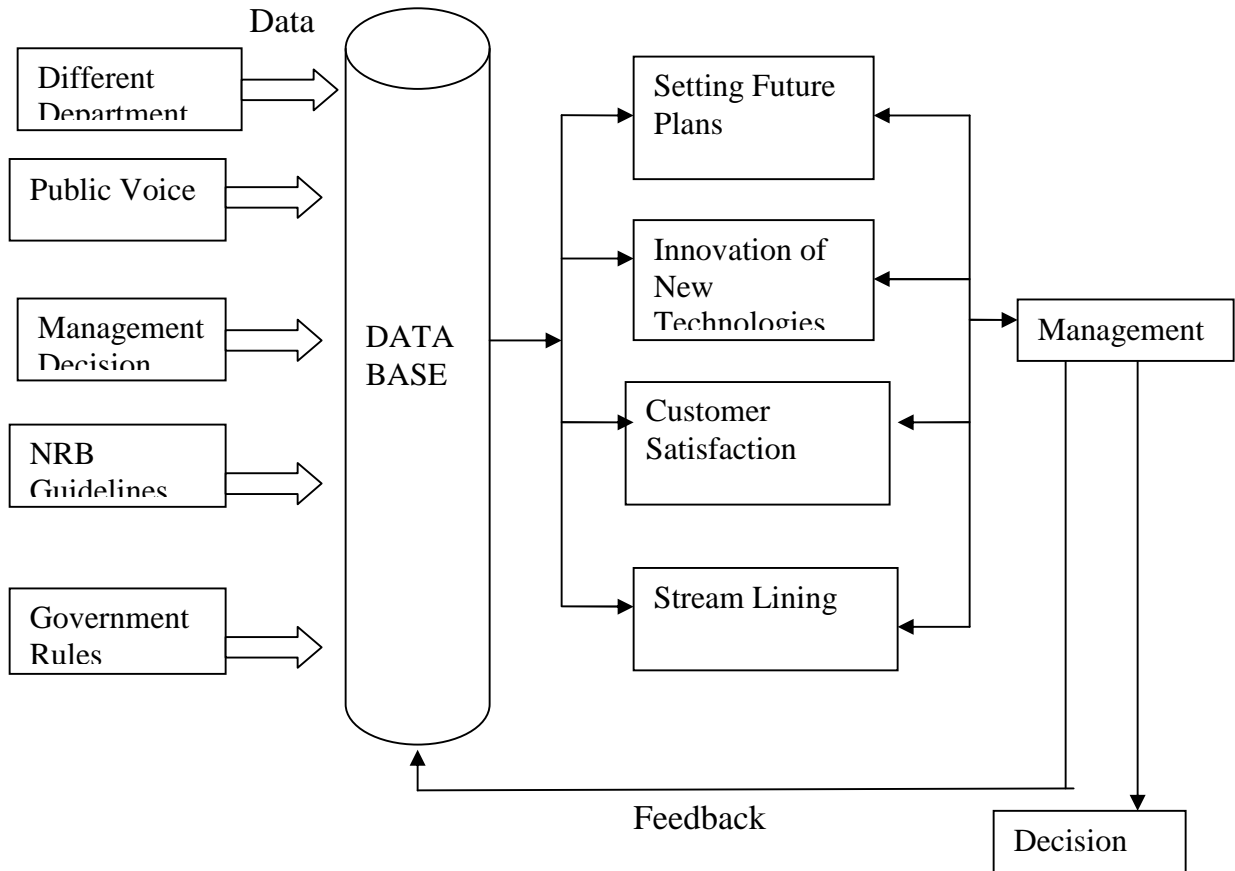 Data
Different
Department
Public Voice
Management
Decision
NRB
Guidelines
Government
Rules
DATA
BASE
Setting Future
Plans
Innovation of
New
Technologies
Customer
Satisfaction
Stream Lining
Management
Feedback
Decision